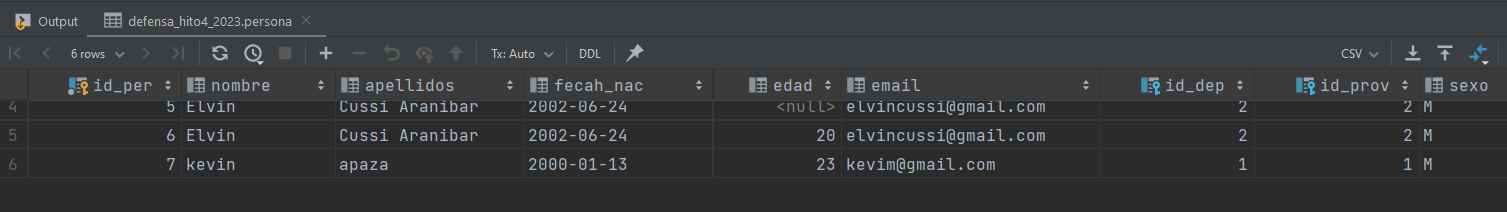 Output defensa_hito4_2023.persona
6 rows Tx: Auto DDL CSV
id_per nombre apellidos fecah_nac edad email id_dep id_prov sexo
4 5 Elvin Cussi Aranibar 2002-06-24 <null> elvincussi@gmail.com 2 2 M
5 6 Elvin Cussi Aranibar 2002-06-24 20 elvincussi@gmail.com 2 2 M
6 7 kevin apaza 2000-01-13 23 kevim@gmail.com 1 1 M